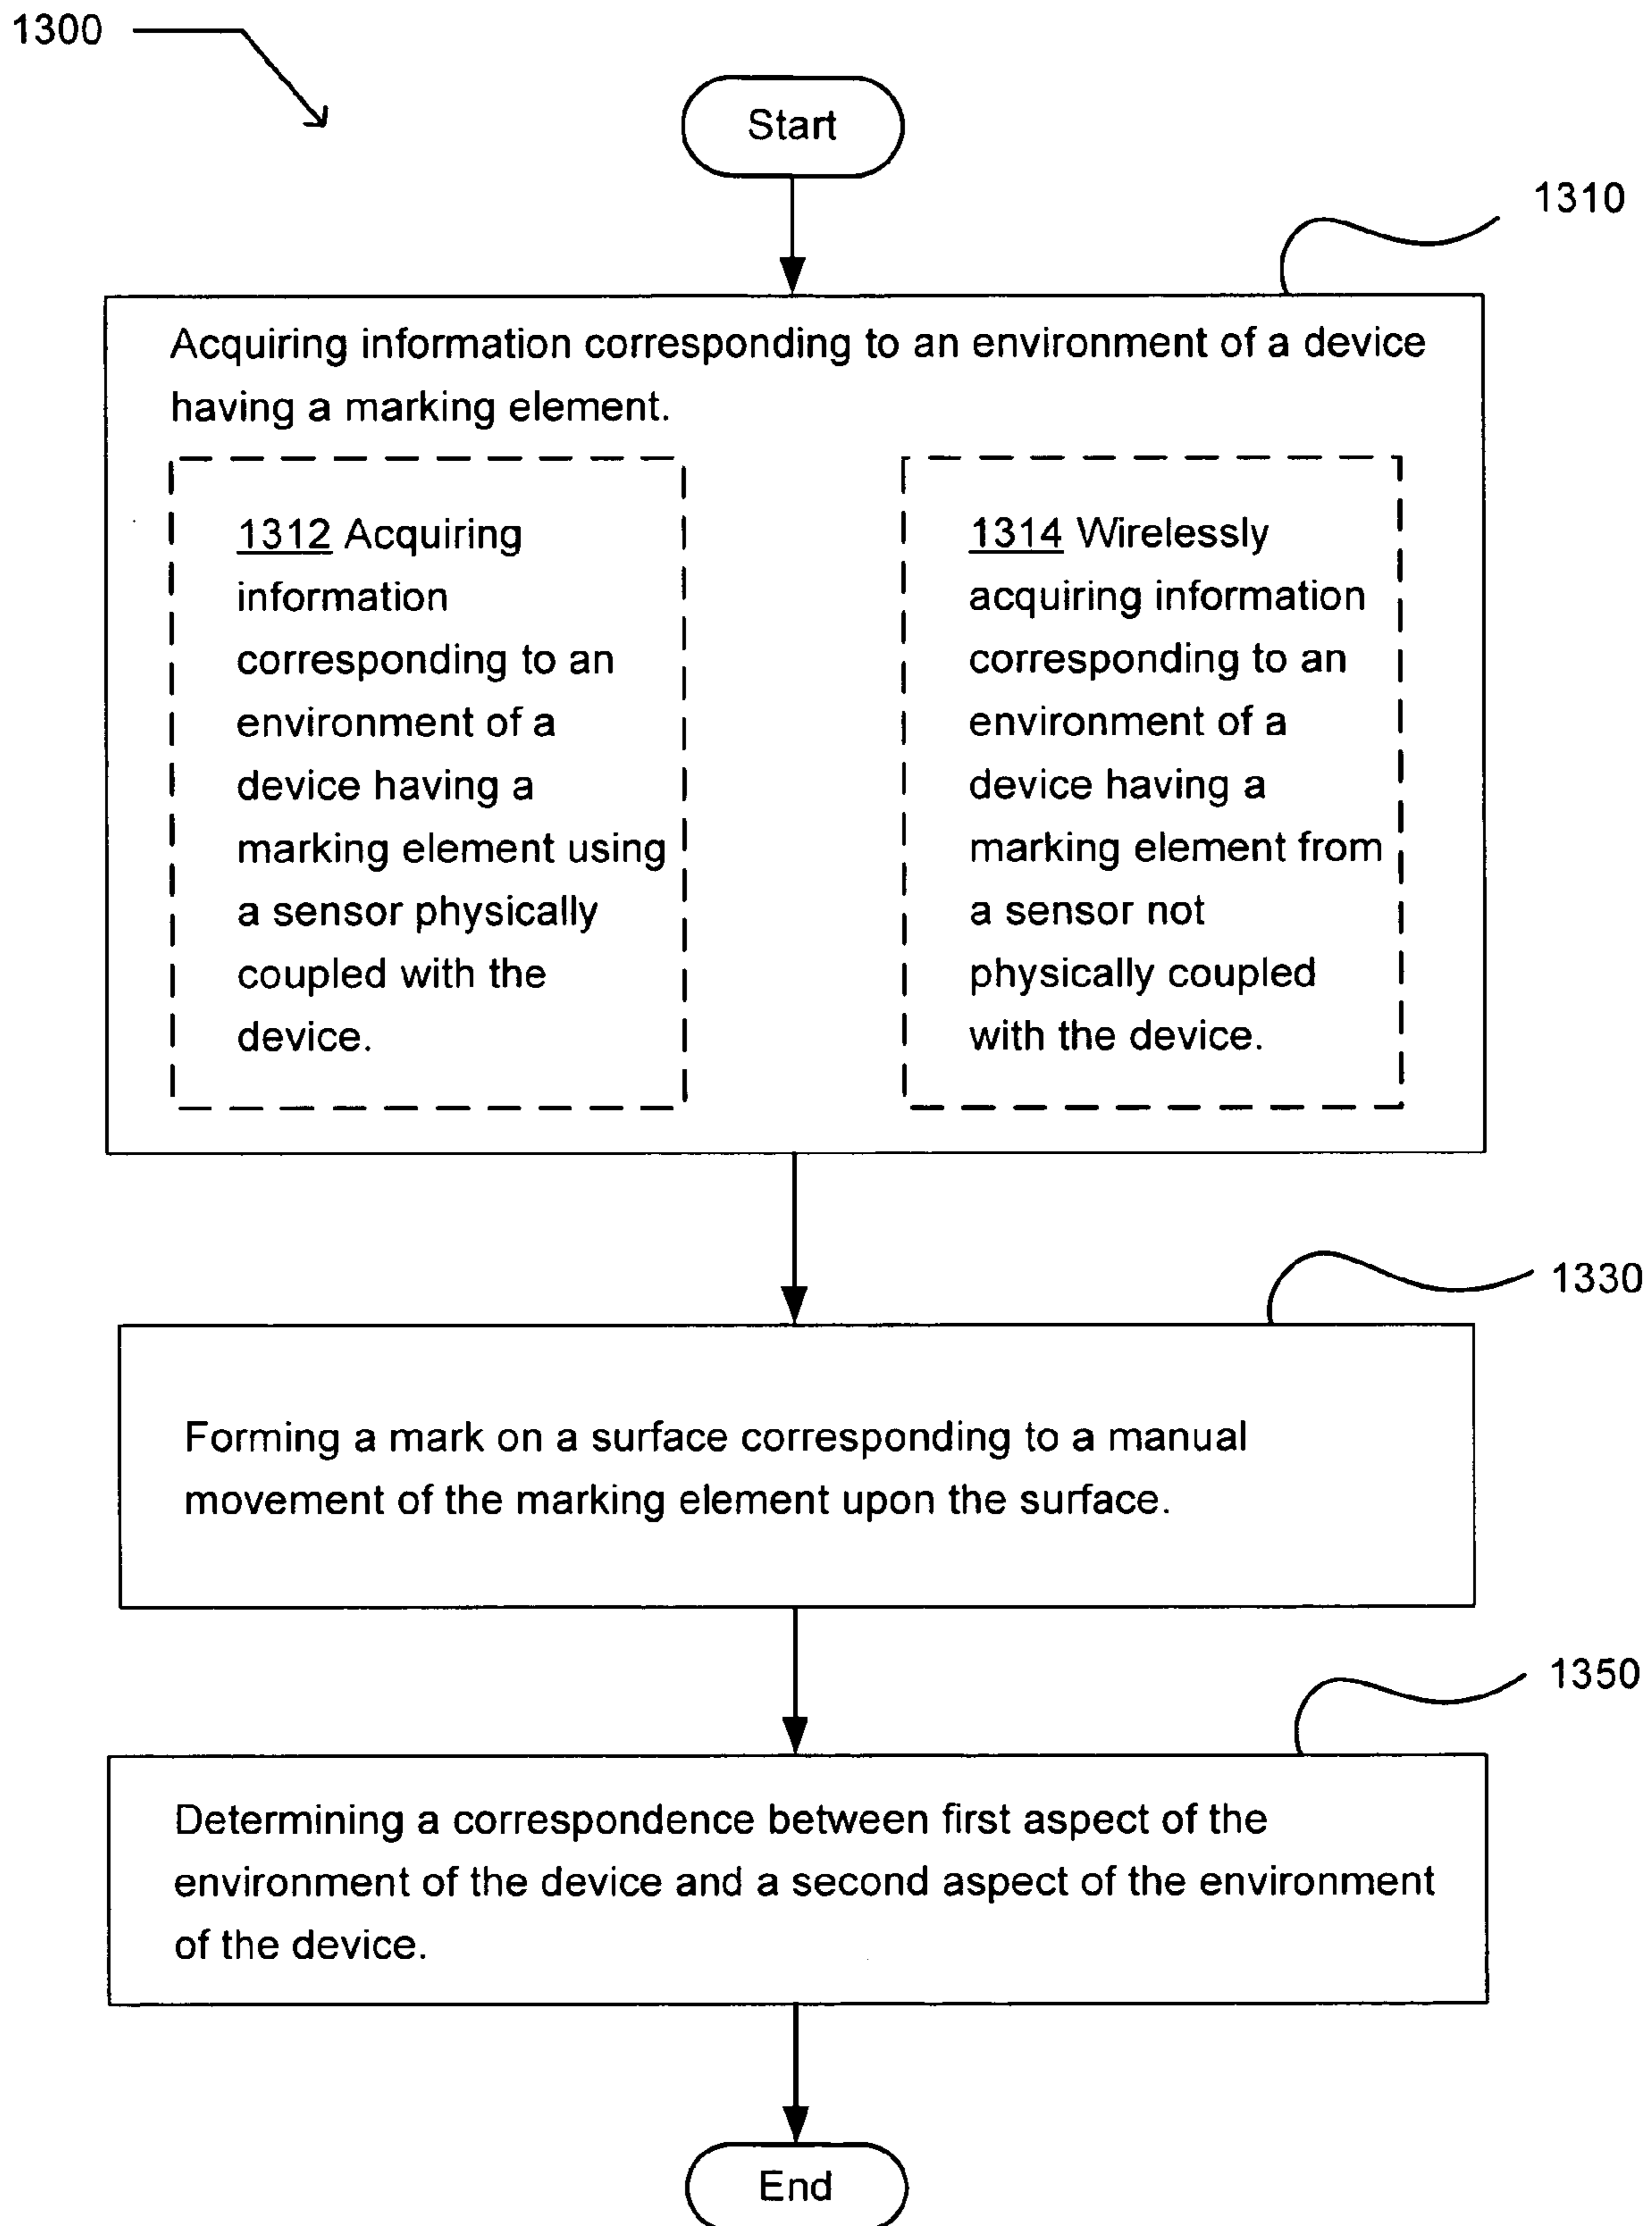 1300
Start
1310
Acquiring information corresponding to an environment of a device
having a marking element.
1312 Acquiring
information
corresponding to an
environment of a
device having a
marking element using
a sensor physically
coupled with the
device.
1314 Wirelessly
acquiring information
corresponding to an
environment of a
device having a
marking element from
a sensor not
physically coupled
with the device.
1330
Forming a mark on a surface corresponding to a manual
movement of the marking element upon the surface.
1350
Determining a correspondence between first aspect of the
environment of the device and a second aspect of the environment
of the device.
End